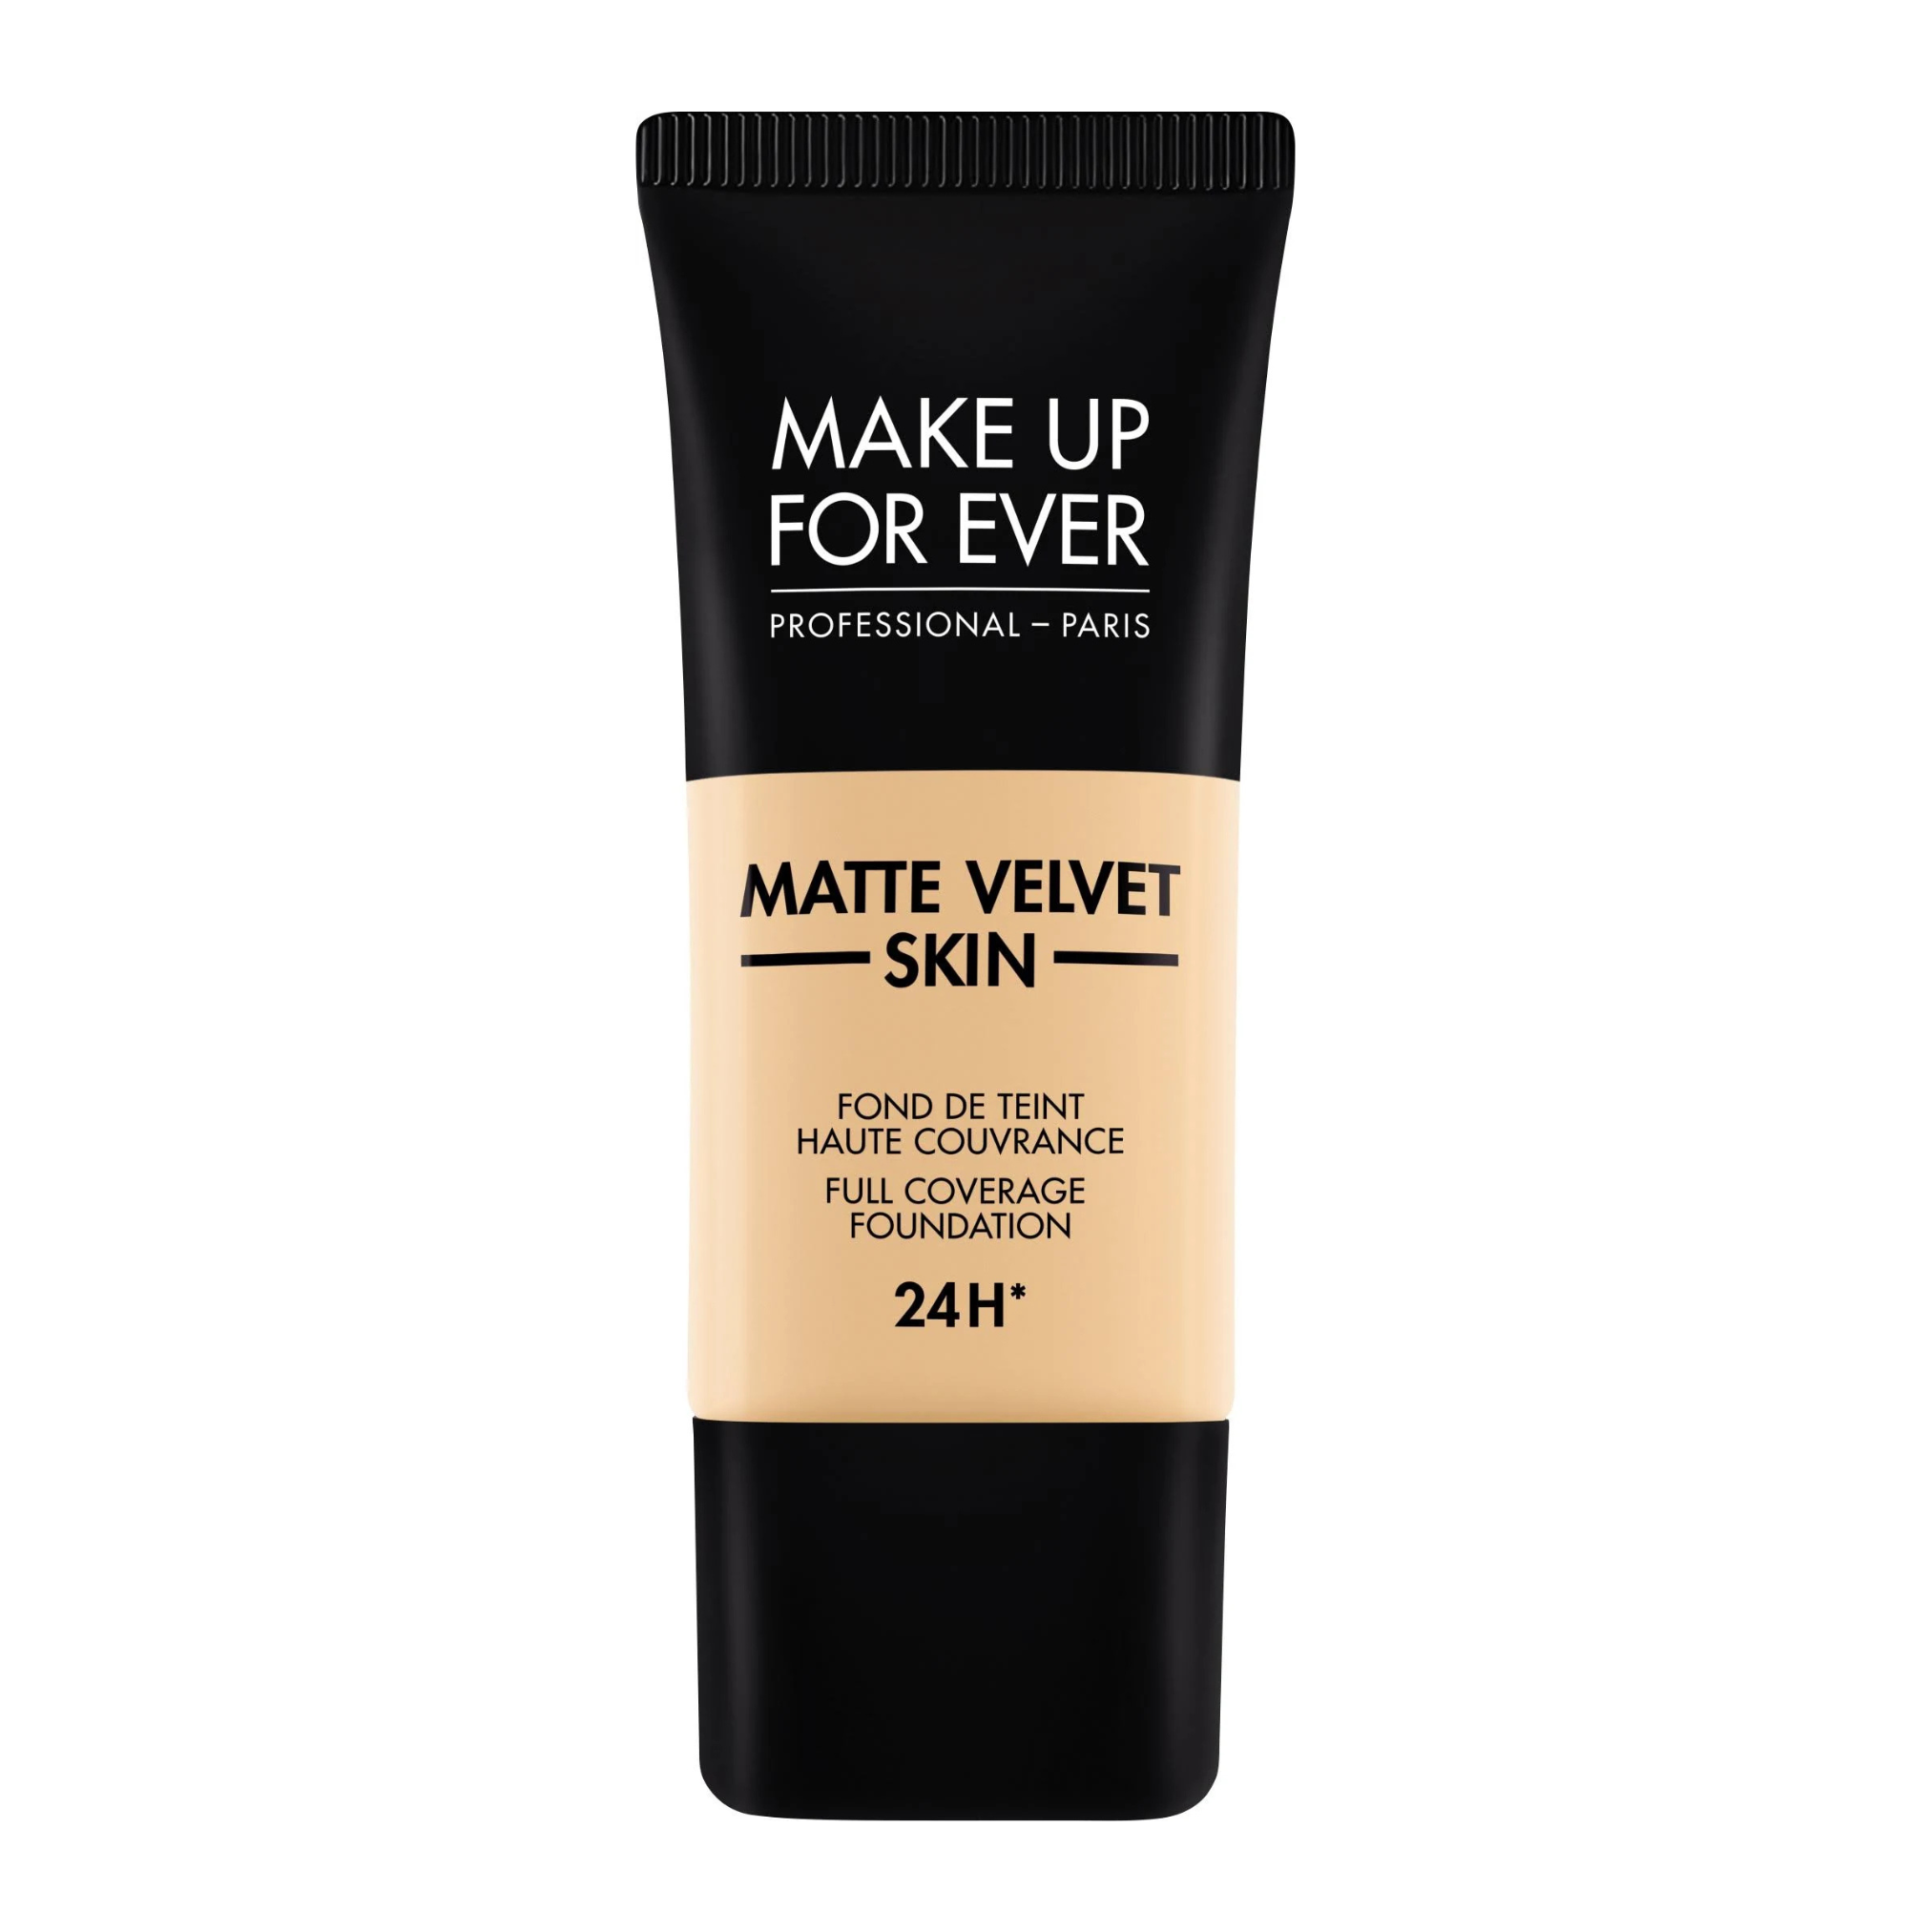 MAKE UP
FOR EVER
PROFESSIONAL – PARIS
MATTE VELVET
SKIN
FOND DE TEINT
HAUTE COUVRANCE
FULL COVERAGE
FOUNDATION
24H*